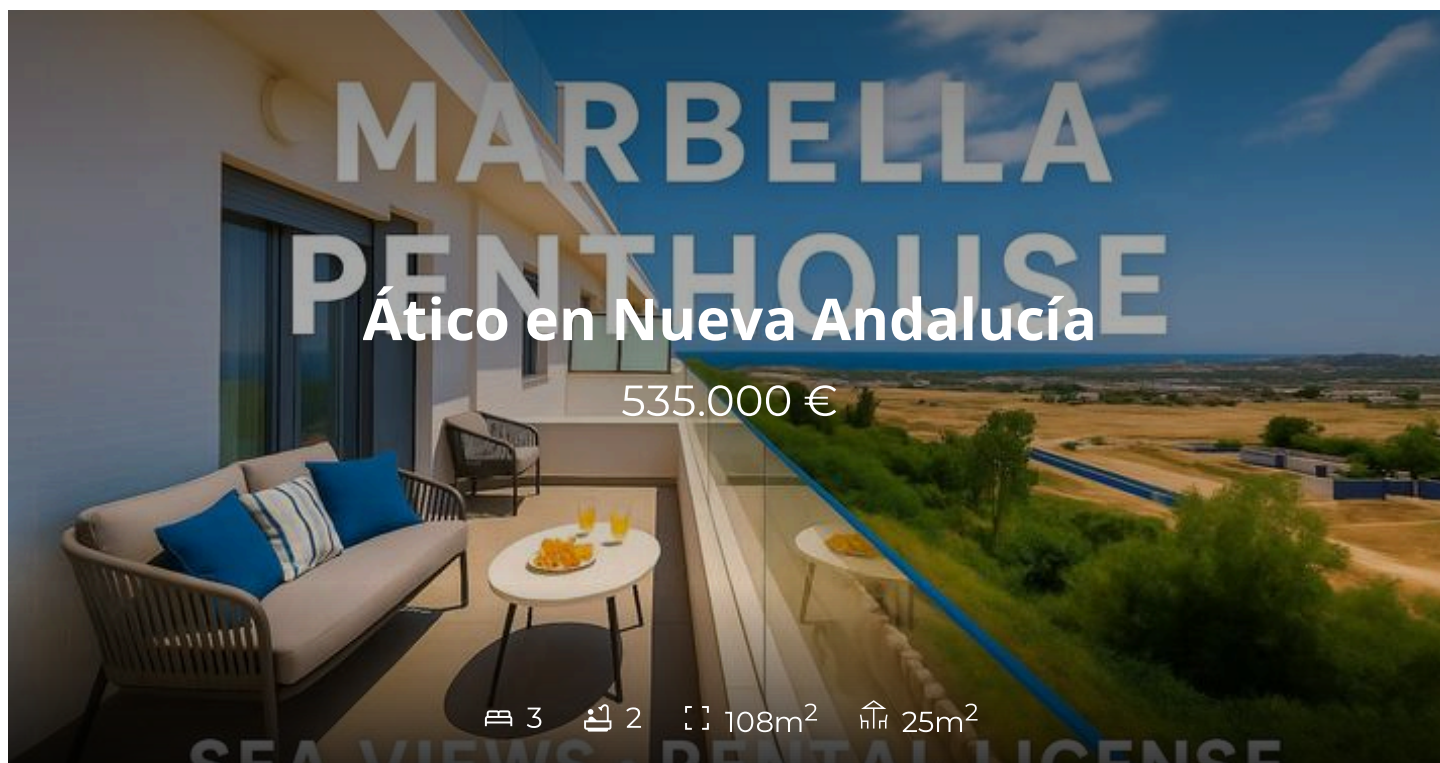 MARBELLA
PENTHOUSE
Ático en Nueva Andalucía
535.000 €
3 2 108m² 25m²
SEA VIEWS · RENTAL LICENSE